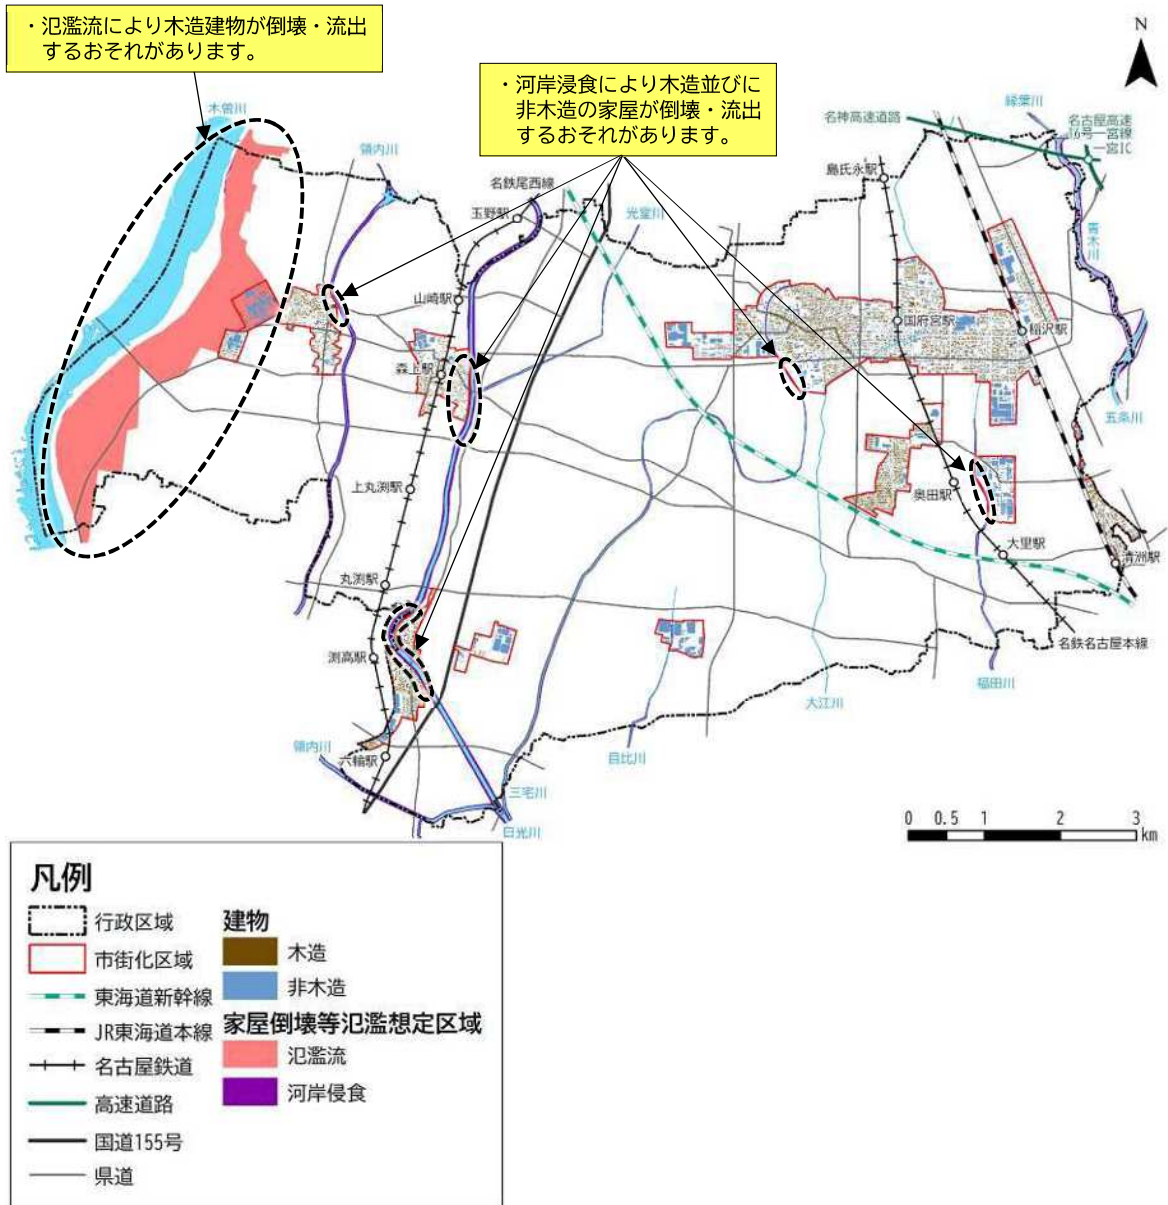 ・氾濫流により木造建物が倒壊・流出
するおそれがあります。
・河岸浸食により木造並びに
非木造の家屋が倒壊・流出
するおそれがあります。
N
木曽川
領内川
名鉄尾西線
玉野駅
光堂川
名神高速道路
縁葉川
名古屋高速
16号一宮線
一宮IC
島氏永駅
青木川
山崎駅
国府宮駅
稲沢駅
森上駅
五条川
上丸渕駅
奥田駅
大里駅
清洲駅
丸渕駅
渕高駅
名鉄名古屋本線
福田川
大江川
領内川
六輪駅
目比川
三宅川
日光川
0 0.5 1 2 3
km
凡例
行政区域
市街化区域
東海道新幹線
JR東海道本線
名古屋鉄道
高速道路
国道155号
県道
建物
木造
非木造
家屋倒壊等氾濫想定区域
氾濫流
河岸侵食